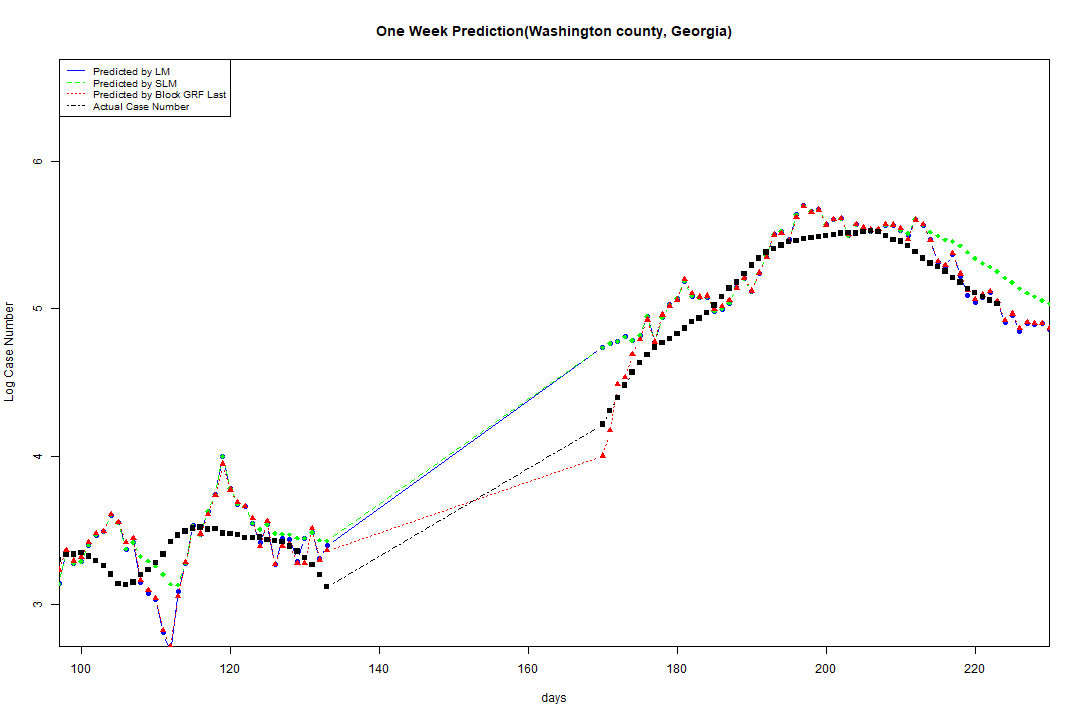 One Week Prediction(Washington county, Georgia)
Predicted by LM
Predicted by SLM
Predicted by Block GRF Last
Actual Case Number
6
5
4
3
Log Case Number
100 120 140 160 180 200 220
days